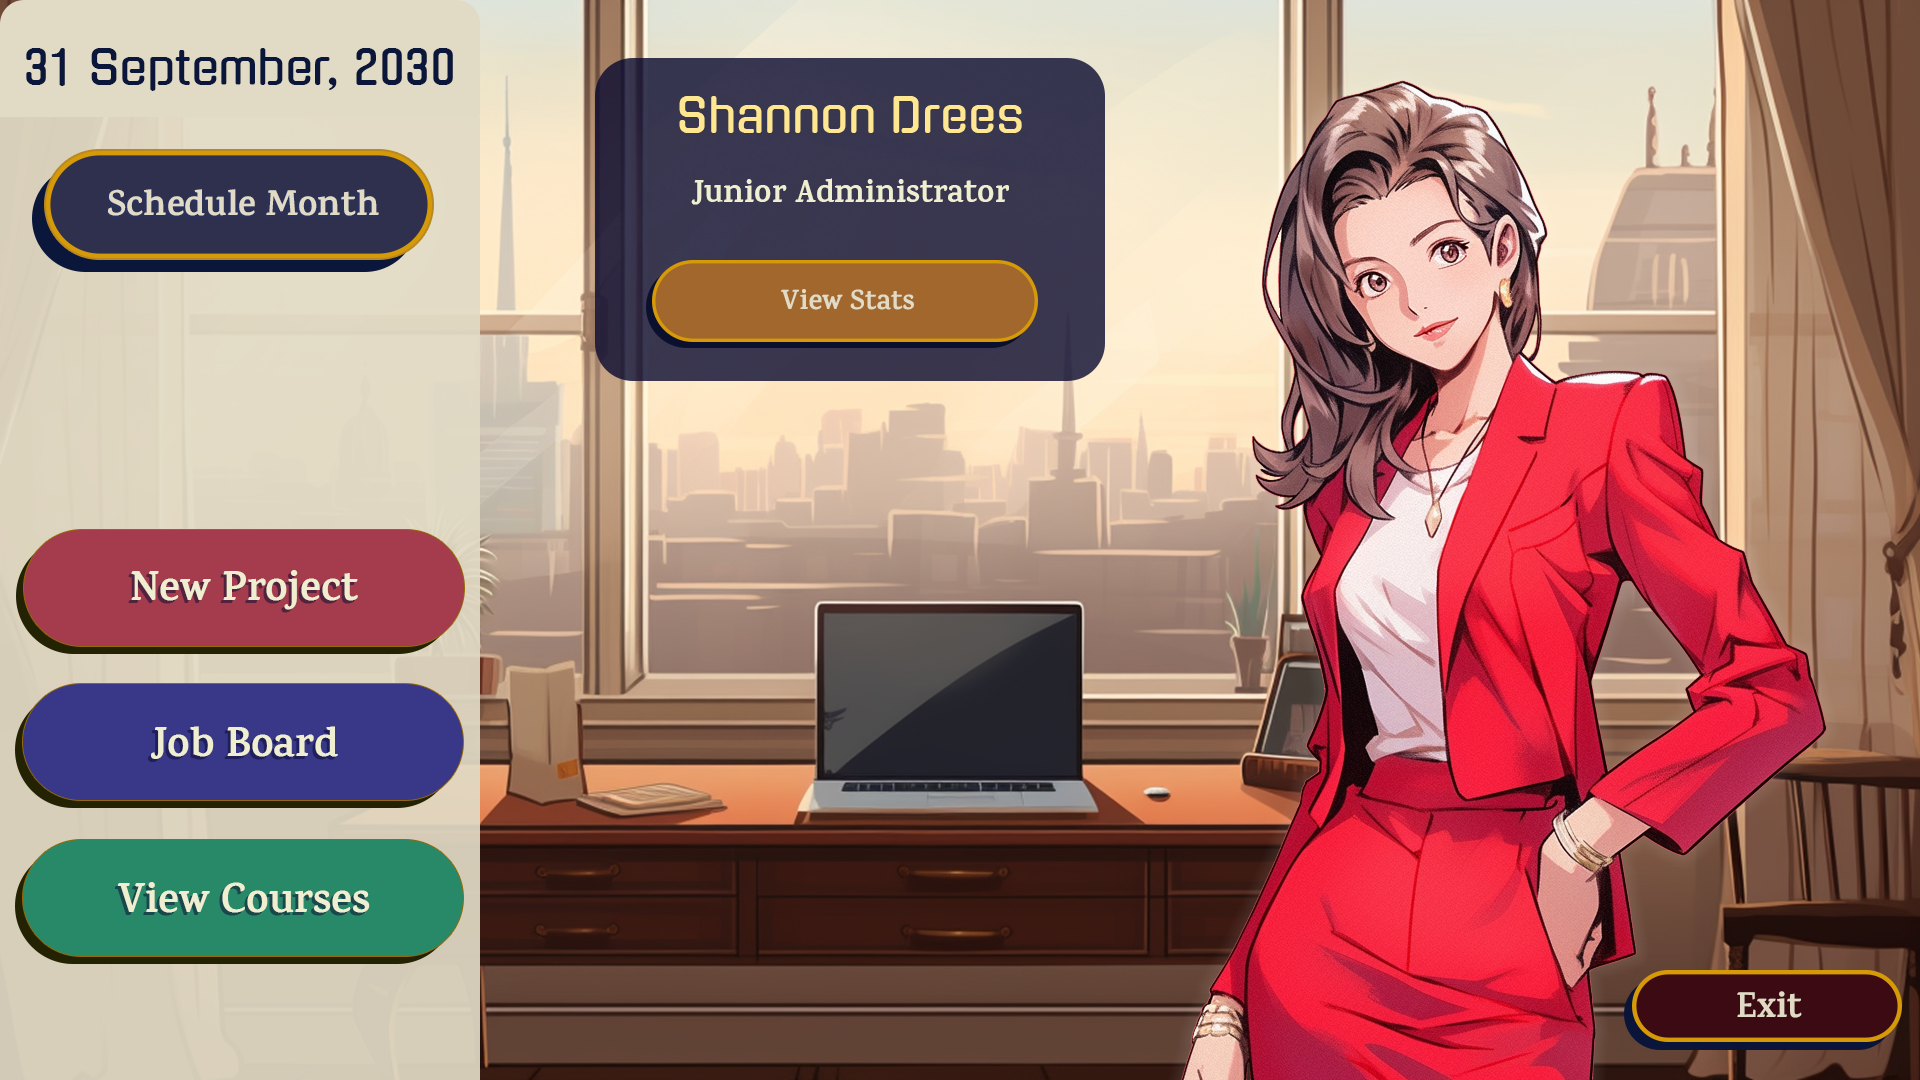 31 September, 2030
Schedule Month
Shannon Drees
Junior Administrator
View Stats
New Project
Job Board
View Courses
Exit